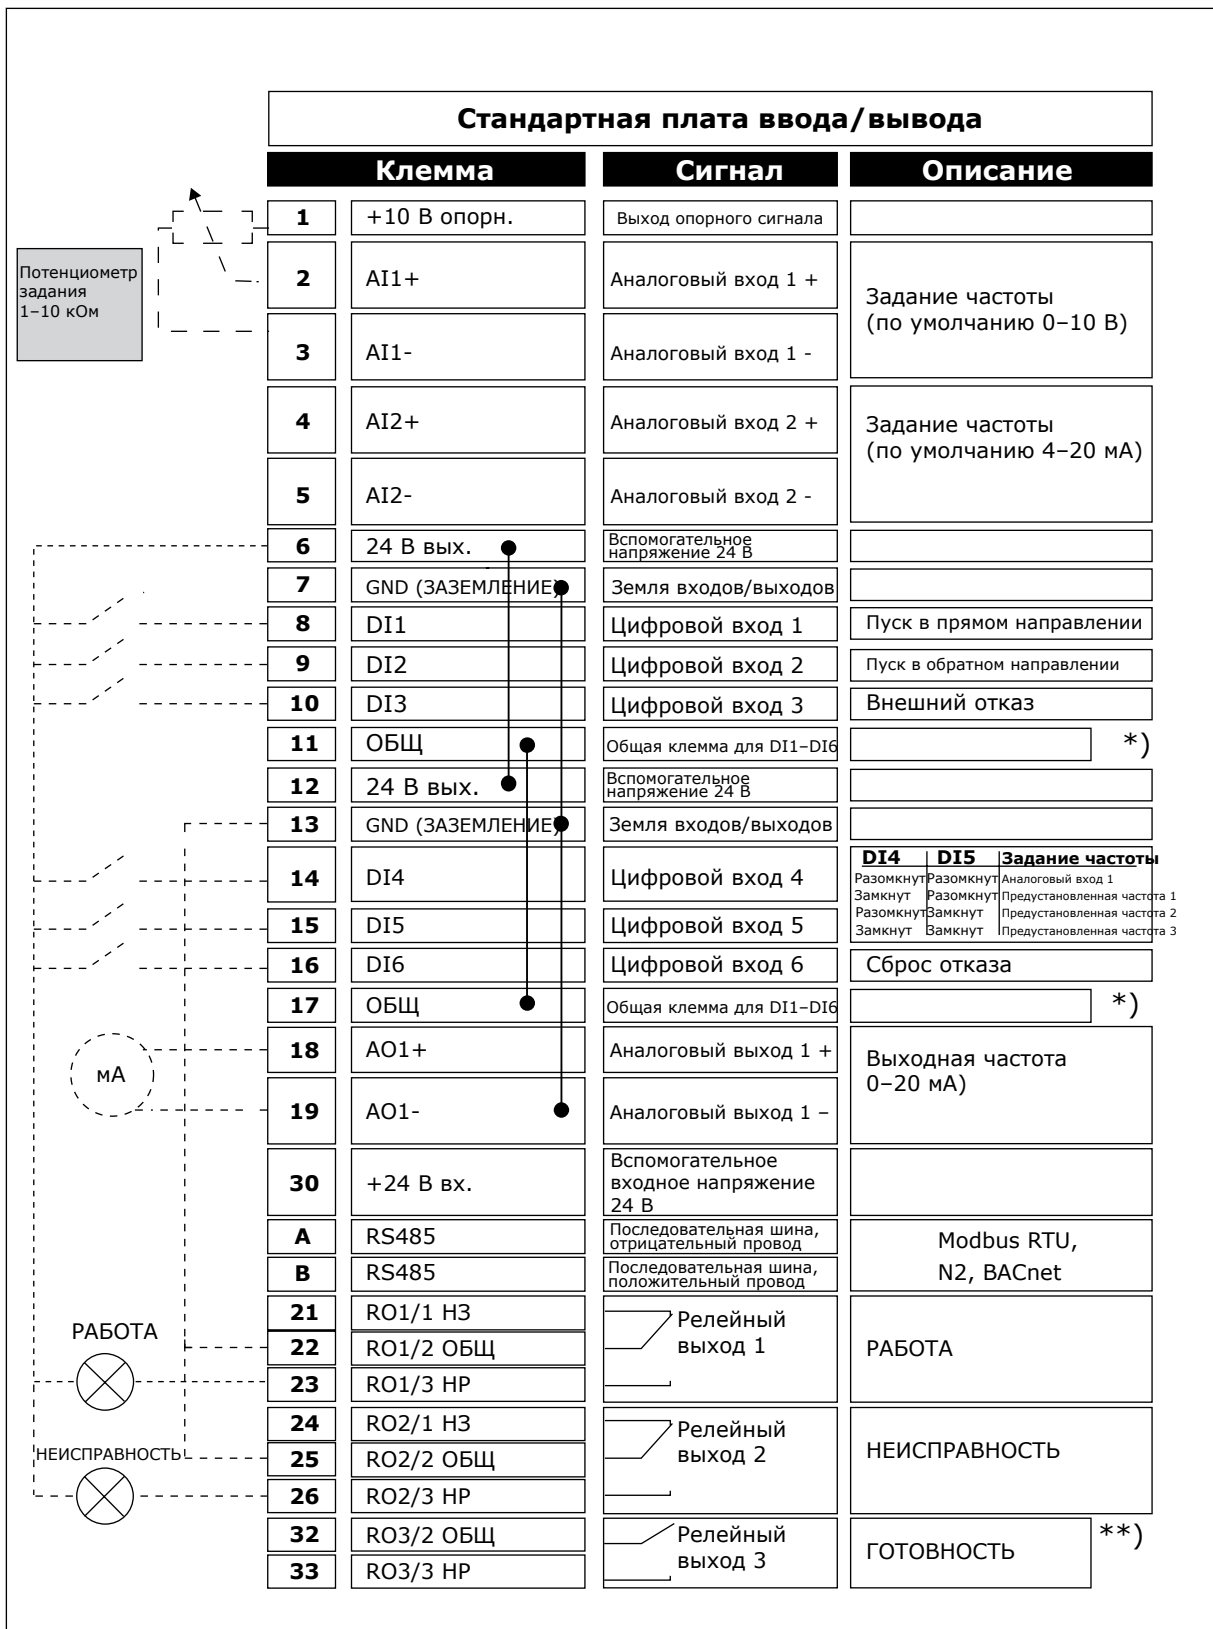 Стандартная плата ввода/вывода
Клемма Сигнал Описание
Потенциометр
задания
1–10 кОм
1 +10 В опорн. Выход опорного сигнала
2 AI1+ Аналоговый вход 1 +
Задание частоты
(по умолчанию 0–10 В)
3 AI1- Аналоговый вход 1 -
4 AI2+ Аналоговый вход 2 +
Задание частоты
(по умолчанию 4–20 мА)
5 AI2- Аналоговый вход 2 -
6 24 В вых. Вспомогательное
напряжение 24 В
7 GND (ЗАЗЕМЛЕНИЕ) Земля входов/выходов
8 DI1 Цифровой вход 1 Пуск в прямом направлении
9 DI2 Цифровой вход 2 Пуск в обратном направлении
10 DI3 Цифровой вход 3 Внешний отказ
11 ОБЩ Общая клемма для DI1–DI6 *)
12 24 В вых. Вспомогательное
напряжение 24 В
13 GND (ЗАЗЕМЛЕНИЕ) Земля входов/выходов
14 DI4 Цифровой вход 4
DI4 DI5 Задание частоты
Разомкнут Разомкнут Аналоговый вход 1
Замкнут Разомкнут Предустановленная частота 1
Разомкнут Замкнут Предустановленная частота 2
Замкнут Замкнут Предустановленная частота 3
15 DI5 Цифровой вход 5
16 DI6 Цифровой вход 6 Сброс отказа
17 ОБЩ Общая клемма для DI1–DI6 *)
мА
18 AO1+ Аналоговый выход 1 +
Выходная частота
0–20 мА)
19 AO1- Аналоговый выход 1 –
30 +24 В вх. Вспомогательное
входное напряжение
24 В
A RS485 Последовательная шина,
отрицательный провод
Modbus RTU,
N2, BACnet
B RS485 Последовательная шина,
положительный провод
РАБОТА
21 RO1/1 НЗ
Релейный
выход 1
РАБОТА
22 RO1/2 ОБЩ
23 RO1/3 НР
НЕИСПРАВНОСТЬ
24 RO2/1 НЗ
Релейный
выход 2
НЕИСПРАВНОСТЬ
25 RO2/2 ОБЩ
26 RO2/3 НР
32 RO3/2 ОБЩ
Релейный
выход 3
ГОТОВНОСТЬ **)
33 RO3/3 НР